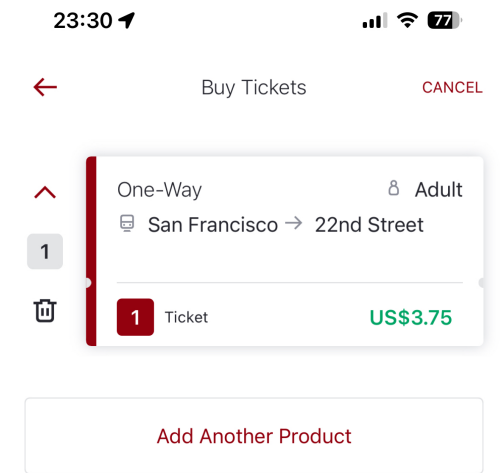 23:30 77
Buy Tickets CANCEL
One-Way Adult
1 San Francisco → 22nd Street
1 Ticket US$3.75
Add Another Product